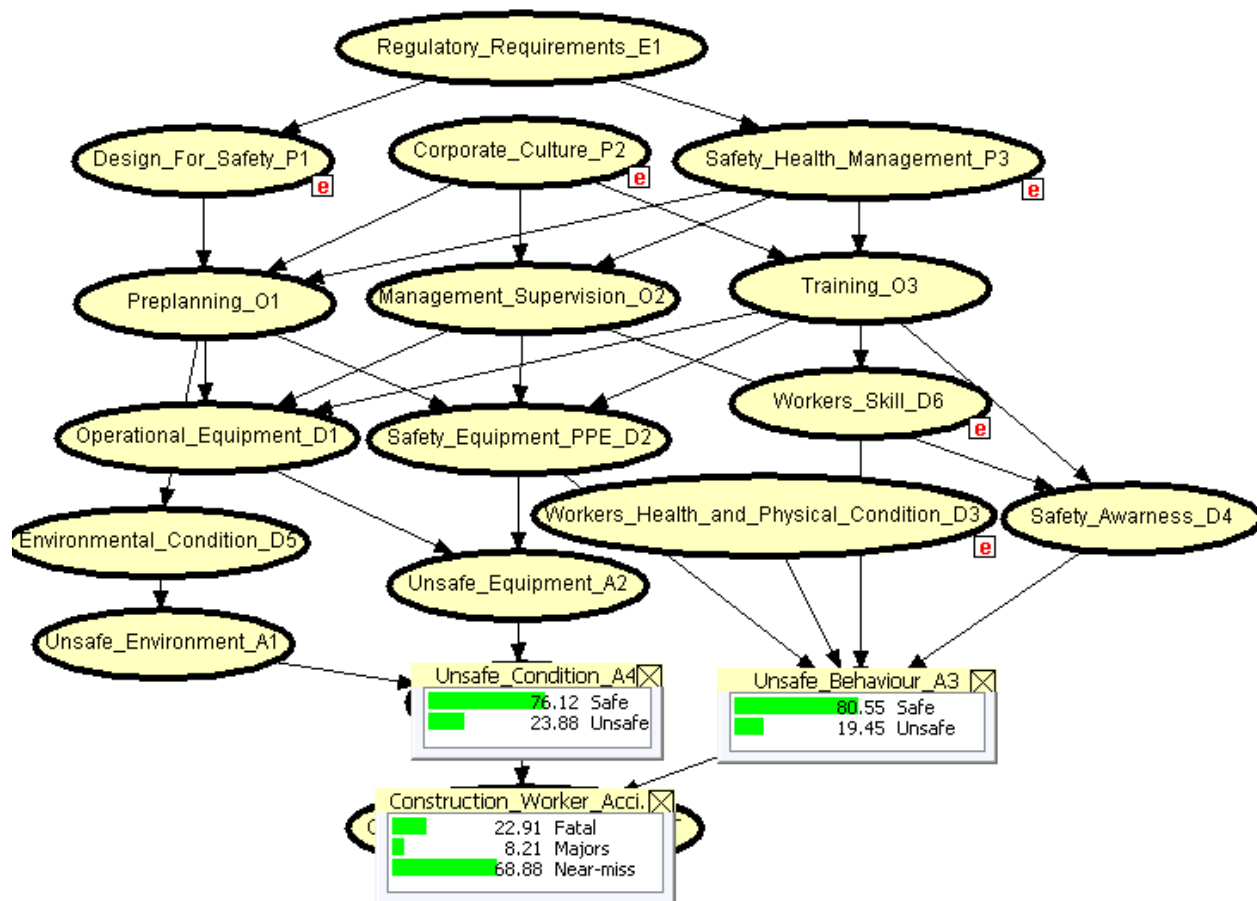 Regulatory_Requirements_E1
Design_For_Safety_P1
e
Corporate_Culture_P2
e
Safety_Health_Management_P3
e
Preplanning_O1
Management_Supervision_O2
Training_O3
Operational_Equipment_D1
Safety_Equipment_PPE_D2
Workers_Skill_D6
e
Environmental_Condition_D5
Workers_Health_and_Physical_Condition_D3
e
Safety_Awarness_D4
Unsafe_Equipment_A2
Unsafe_Environment_A1
Unsafe_Condition_A4
76.12 Safe
23.88 Unsafe
Unsafe_Behaviour_A3
80.55 Safe
19.45 Unsafe
Construction_Worker_Acci.
22.91 Fatal
8.21 Majors
68.88 Near-miss